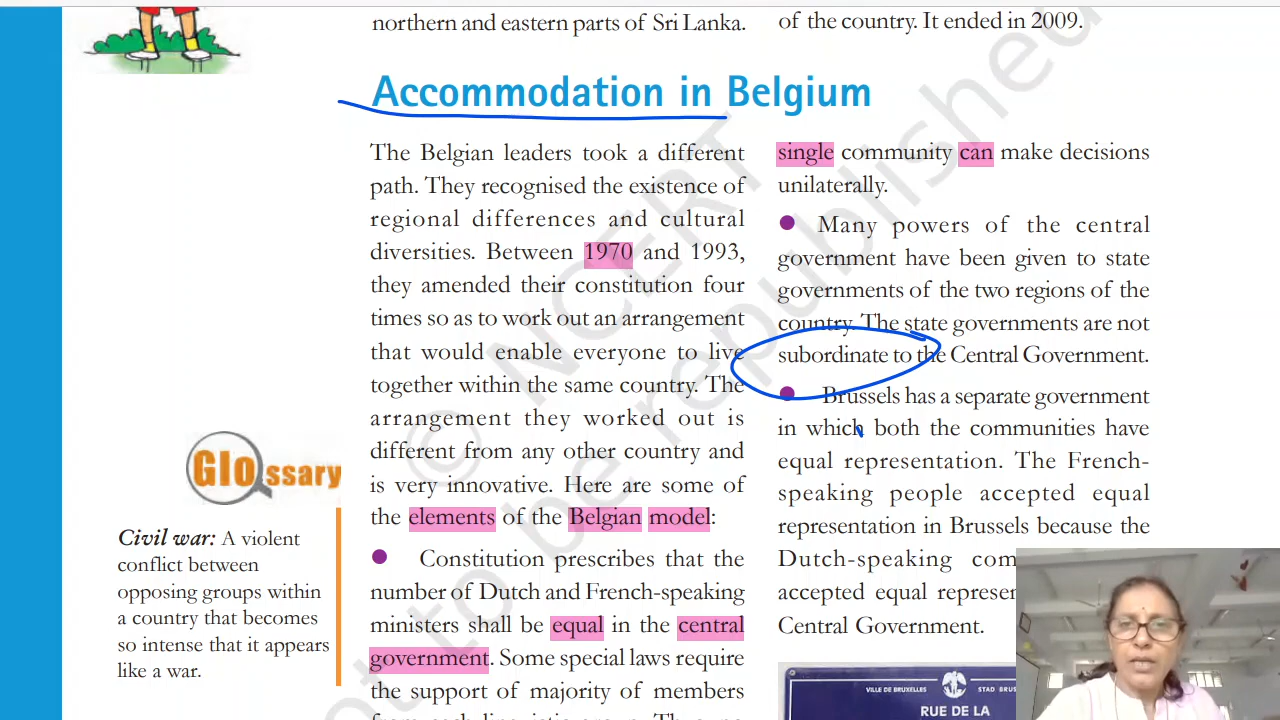 northern and eastern parts of Sri Lanka.
of the country. It ended in 2009.
Accommodation in Belgium
The Belgian leaders took a different
path. They recognised the existence of
regional differences and cultural
diversities. Between 1970 and 1993,
they amended their constitution four
times so as to work out an arrangement
that would enable everyone to live
together within the same country. The
arrangement they worked out is
different from any other country and
is very innovative. Here are some of
the elements of the Belgian model:
Constitution prescribes that the
number of Dutch and French-speaking
ministers shall be equal in the central
government. Some special laws require
the support of majority of members
single community can make decisions
unilaterally.
Many powers of the central
government have been given to state
governments of the two regions of the
country. The state governments are not
subordinate to the Central Government.
Brussels has a separate government
in which both the communities have
equal representation. The French-
speaking people accepted equal
representation in Brussels because the
Dutch-speaking com
accepted equal represen
Central Government.
Glossary
Civil war: A violent
conflict between
opposing groups within
a country that becomes
so intense that it appears
like a war.
VILLE DE BRUXELLES STAD BRUS
RUE DE LA
© NCERT
not to be republished